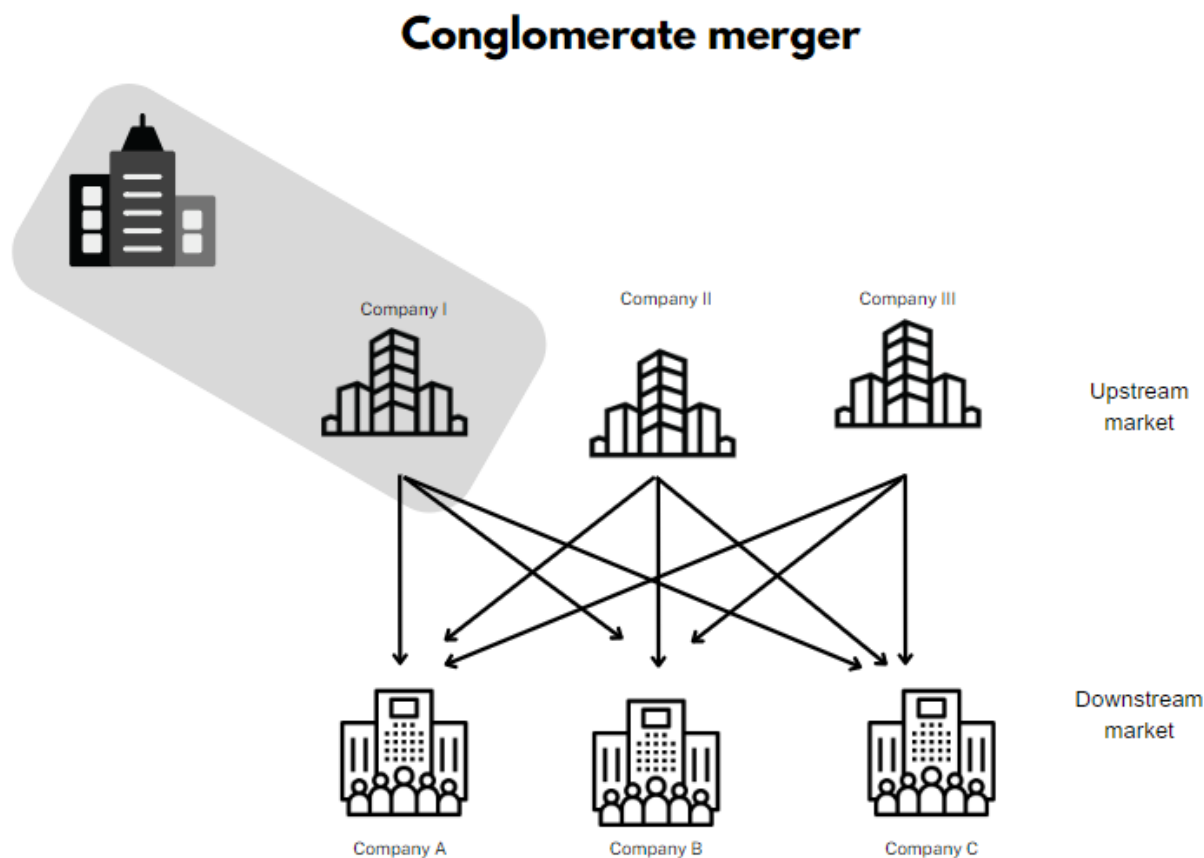 Conglomerate merger
Company I
Company II
Company III
Upstream
market
Downstream
market
Company A
Company B
Company C